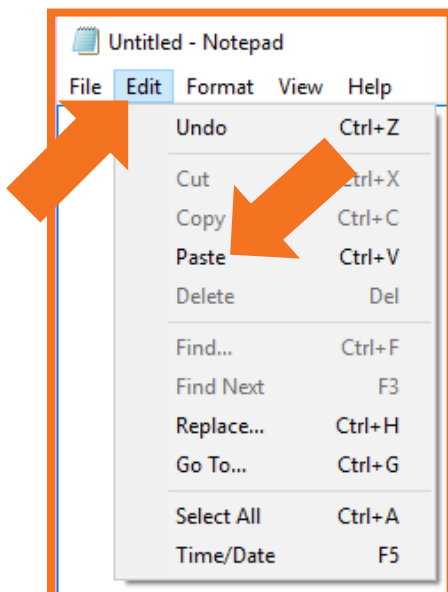 Untitled - Notepad
File Edit Format View Help
Undo Ctrl+Z
Cut Ctrl+X
Copy Ctrl+C
Paste Ctrl+V
Delete Del
Find... Ctrl+F
Find Next F3
Replace... Ctrl+H
Go To... Ctrl+G
Select All Ctrl+A
Time/Date F5